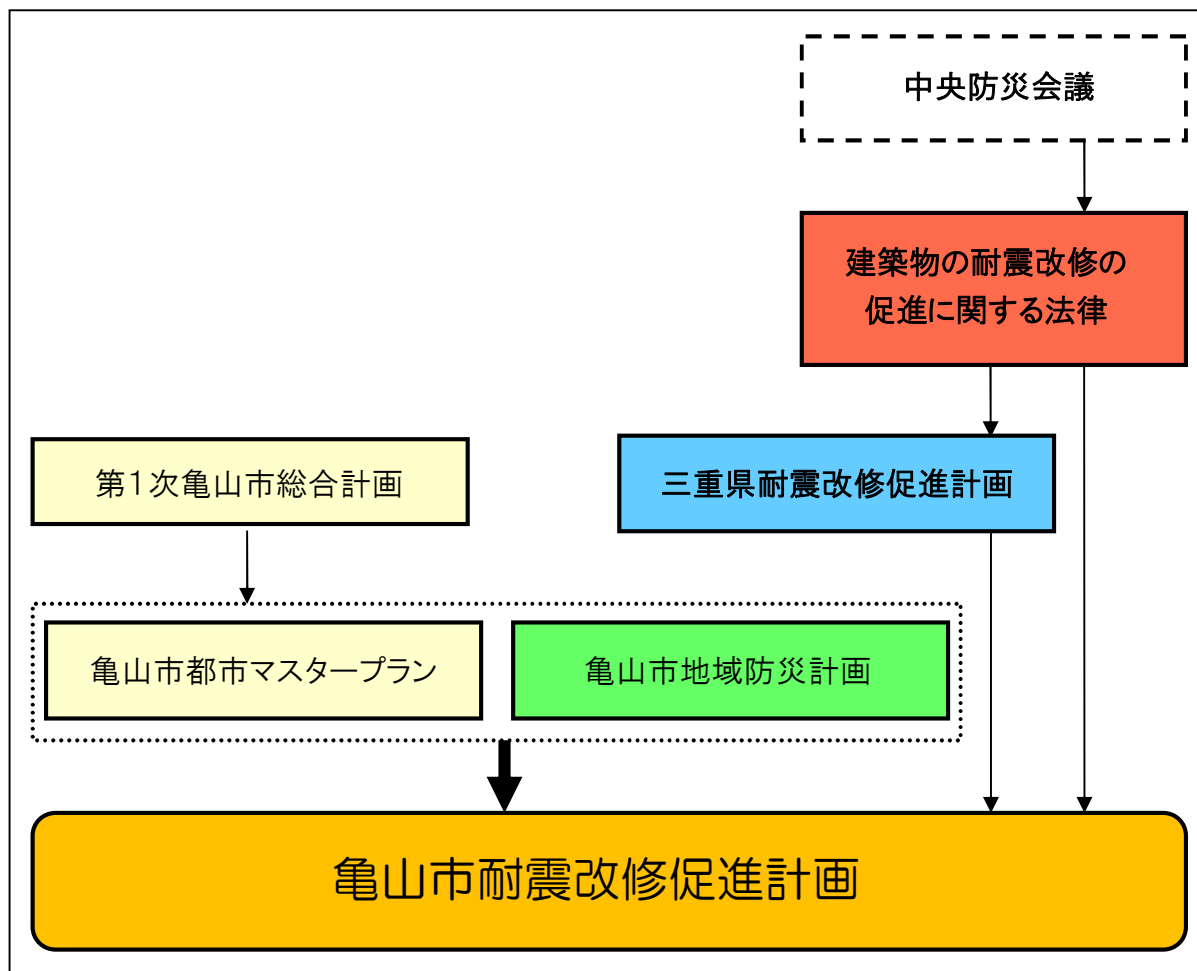 中央防災会議
建築物の耐震改修の
促進に関する法律
第1次亀山市総合計画
三重県耐震改修促進計画
亀山市都市マスタープラン
亀山市地域防災計画
亀山市耐震改修促進計画